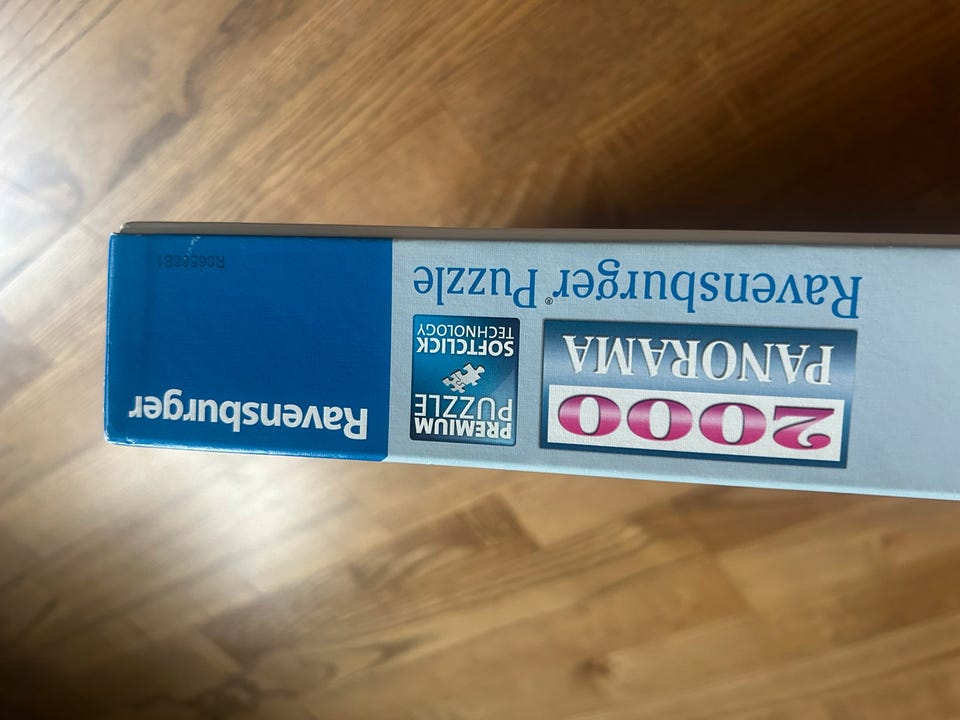 2000
PANORAMA
PREMIUM
PUZZLE
SOFTCLICK
TECHNOLOGY
Ravensburger
Ravensburger® Puzzle